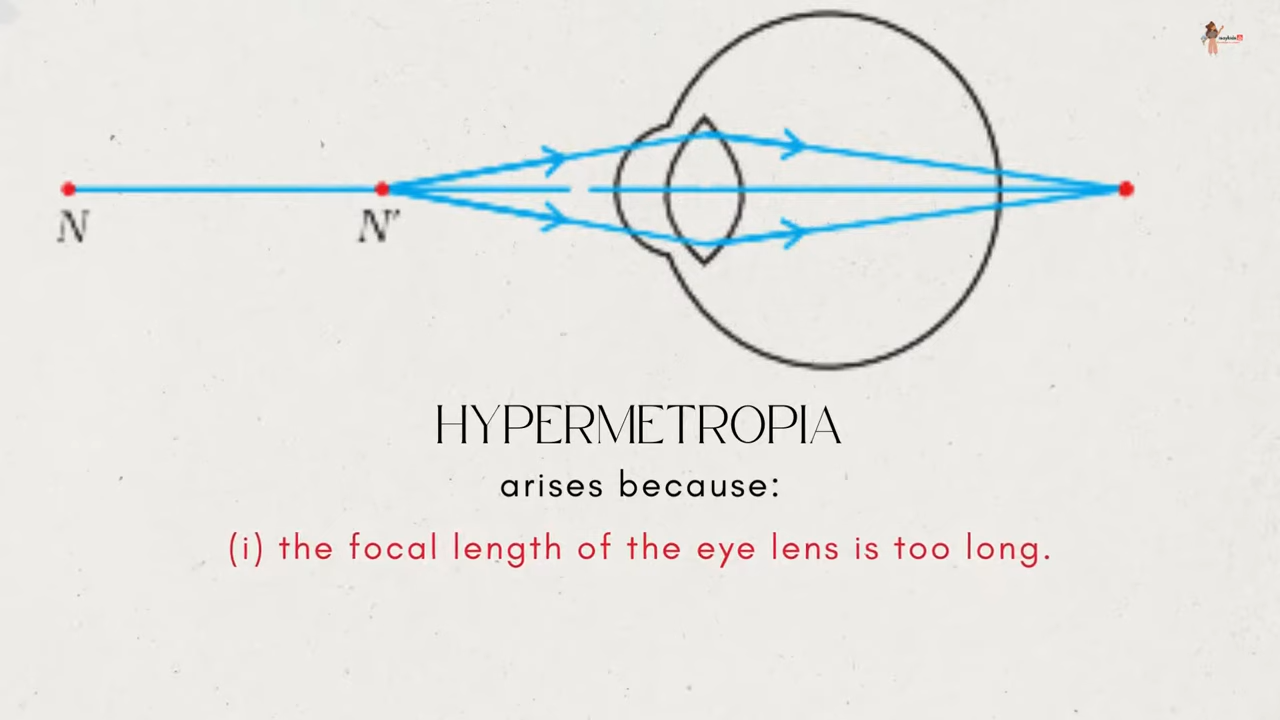 N
N'
HYPERMETROPIA
arises because:
(i) the focal length of the eye lens is too long.